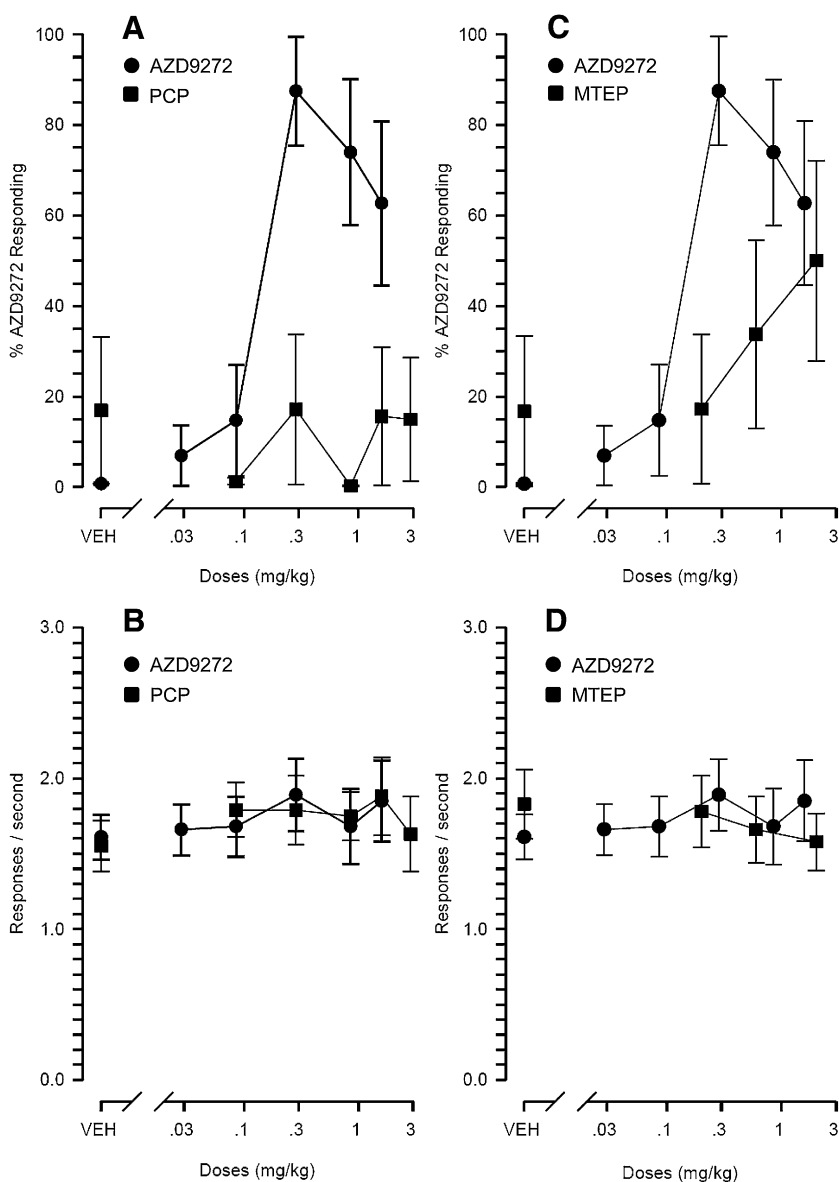 A
AZD9272
PCP
% AZD9272 Responding
100
80
60
40
20
0
VEH .03 .1 .3 1 3
Doses (mg/kg)
C
AZD9272
MTEP
% AZD9272 Responding
100
80
60
40
20
0
VEH .03 .1 .3 1 3
Doses (mg/kg)
B
AZD9272
PCP
Responses / second
3.0
2.0
1.0
0.0
VEH .03 .1 .3 1 3
Doses (mg/kg)
D
AZD9272
MTEP
Responses / second
3.0
2.0
1.0
0.0
VEH .03 .1 .3 1 3
Doses (mg/kg)